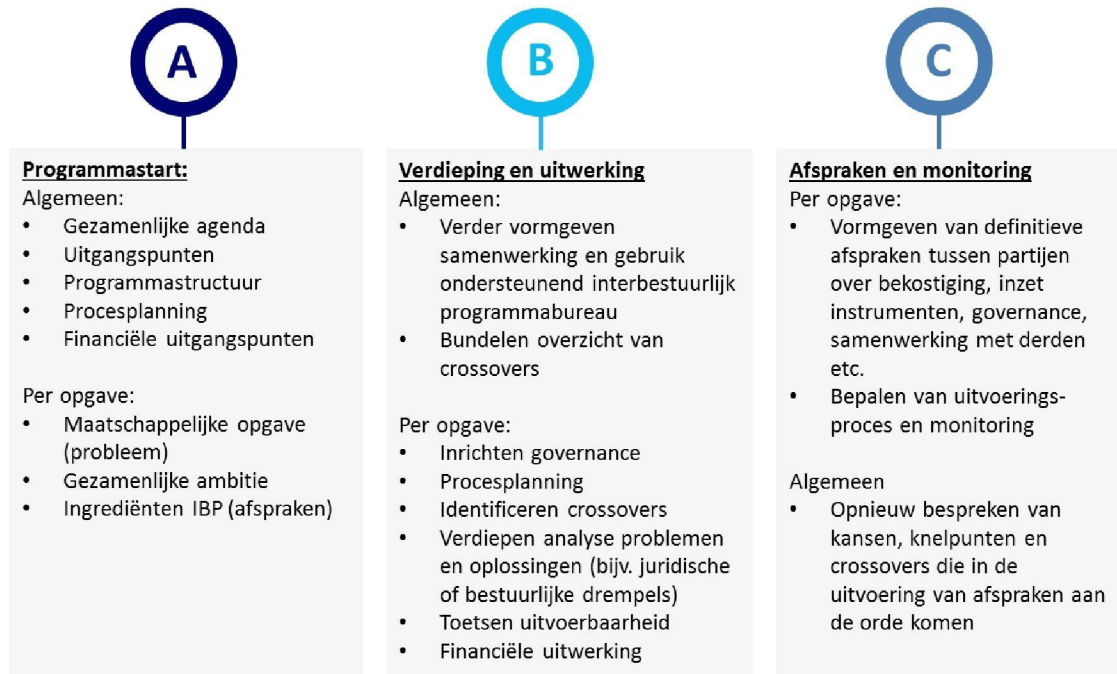 A
Programmastart:
Algemeen:
• Gezamenlijke agenda
• Uitgangspunten
• Programmastructuur
• Procesplanning
• Financiële uitgangspunten
Per opgave:
• Maatschappelijke opgave
(probleem)
• Gezamenlijke ambitie
• Ingrediënten IBP (afspraken)
B
Verdieping en uitwerking
Algemeen:
• Verder vormgeven
samenwerking en gebruik
ondersteunend interbestuurlijk
programmabureau
• Bundelen overzicht van
crossovers
Per opgave:
• Inrichten governance
• Procesplanning
• Identificeren crossovers
• Verdiepen analyse problemen
en oplossingen (bijv. juridische
of bestuurlijke drempels)
• Toetsen uitvoerbaarheid
• Financiële uitwerking
C
Afspraken en monitoring
Per opgave:
• Vormgeven van definitieve
afspraken tussen partijen
over bekostiging, inzet
instrumenten, governance,
samenwerking met derden
etc.
• Bepalen van uitvoerings-
proces en monitoring
Algemeen
• Opnieuw bespreken van
kansen, knelpunten en
crossovers die in de
uitvoering van afspraken aan
de orde komen